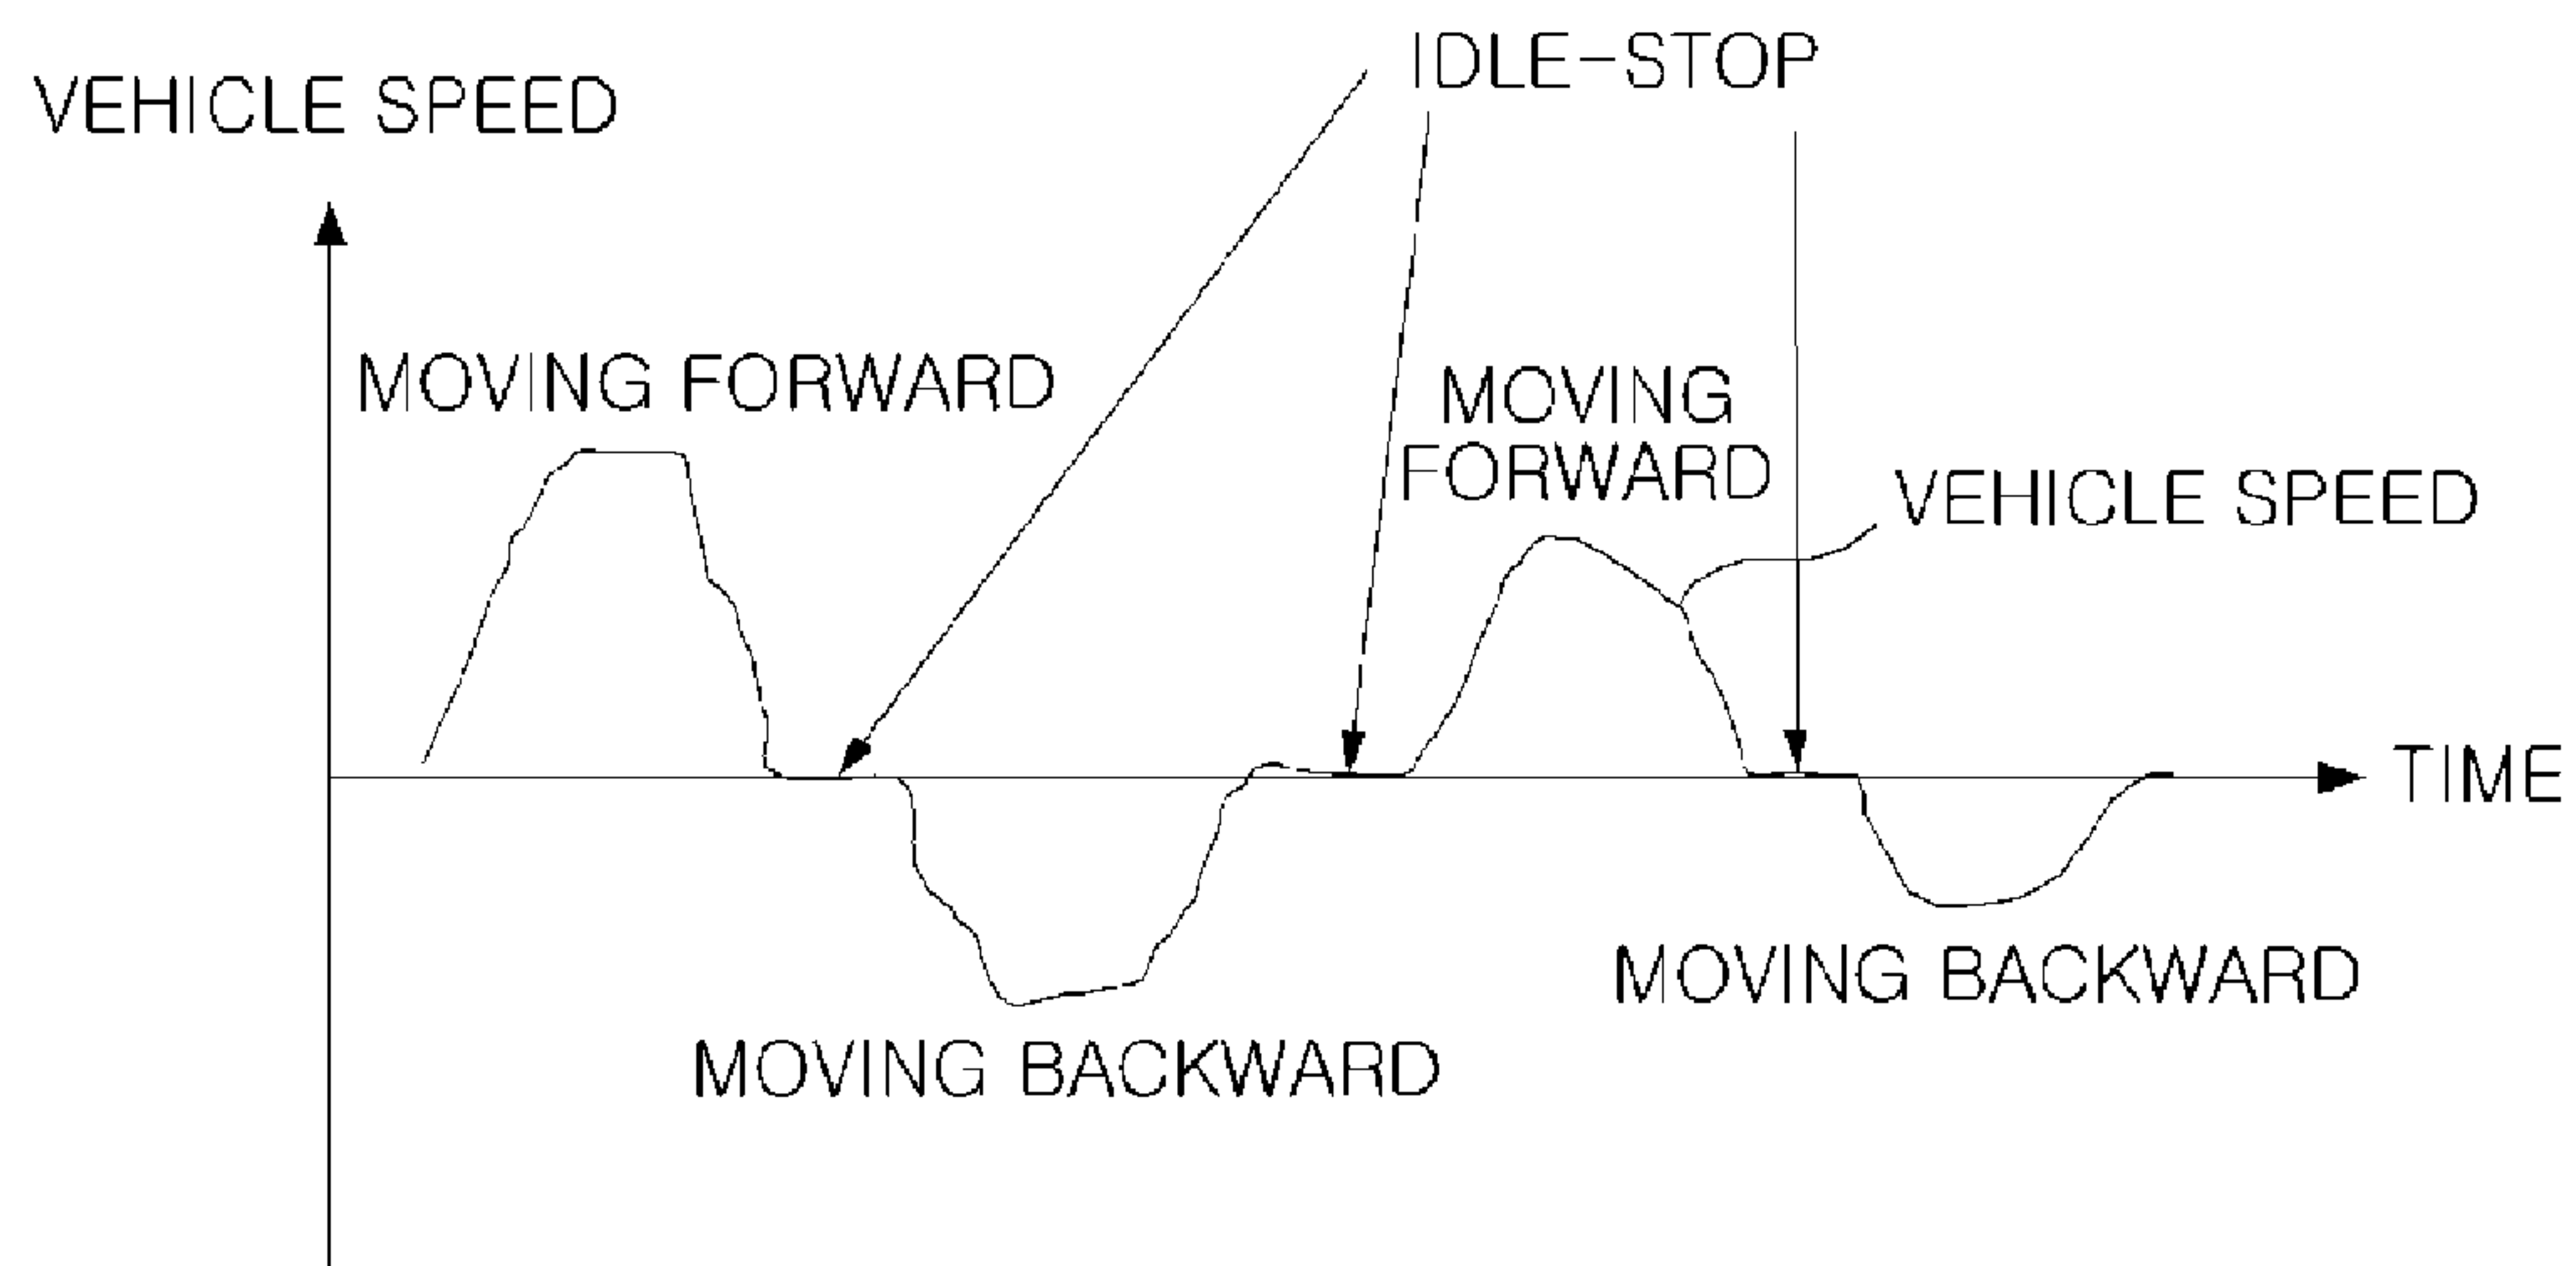 IDLE-STOP
VEHICLE SPEED
MOVING FORWARD
MOVING
FORWARD
VEHICLE SPEED
TIME
MOVING BACKWARD
MOVING BACKWARD